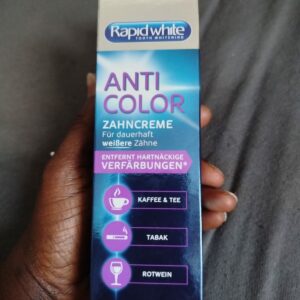 Rapid white
TOOTH WHITENING
ANTI
COLOR
ZAHNCREME
Für dauerhaft
weißere Zähne
ENTFERNT HARTNÄCKIGE
VERFÄRBUNGEN*
KAFFEE & TEE
TABAK
ROTWEIN